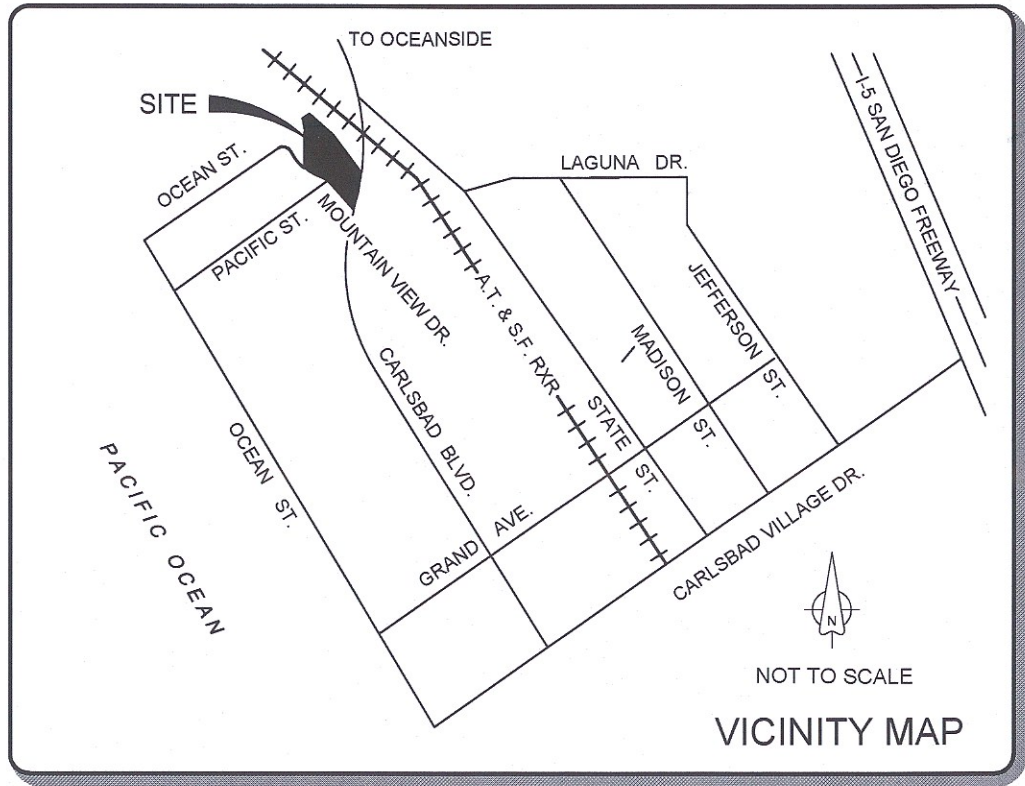 TO OCEANSIDE
SITE
I-5 SAN DIEGO FREEWAY
OCEAN ST.
LAGUNA DR.
PACIFIC ST.
MOUNTAIN VIEW DR.
JEFFERSON ST.
A.T. & S.F. RXR
MADISON ST.
CARLSBAD BLVD.
STATE ST.
OCEAN ST.
PACIFIC OCEAN
GRAND AVE.
CARLSBAD VILLAGE DR.
N
NOT TO SCALE
VICINITY MAP